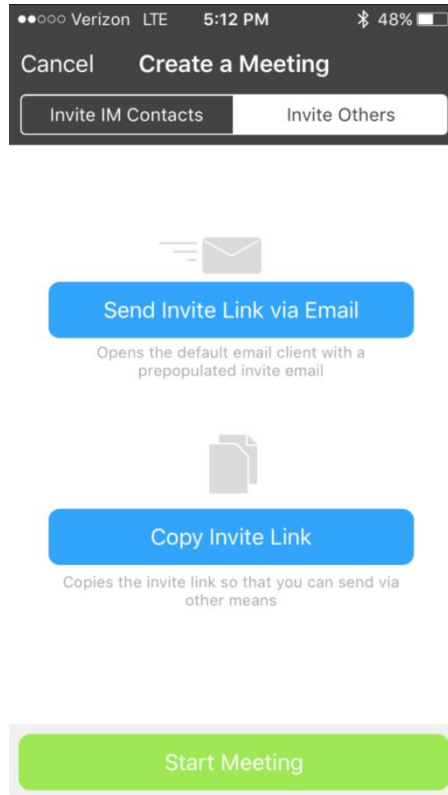 Verizon LTE 5:12 PM 48%
Cancel Create a Meeting
Invite IM Contacts Invite Others
Send Invite Link via Email
Opens the default email client with a
prepopulated invite email
Copy Invite Link
Copies the invite link so that you can send via
other means
Start Meeting